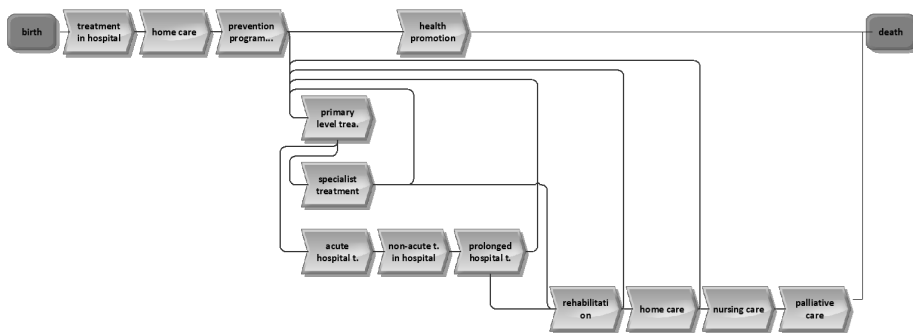 birth
treatment
in hospital
home care
prevention
program...
health
promotion
death
primary
level trea.
specialist
treatment
acute
hospital t.
non-acute t.
in hospital
prolonged
hospital t.
rehabilitati
on
home care
nursing care
palliative
care